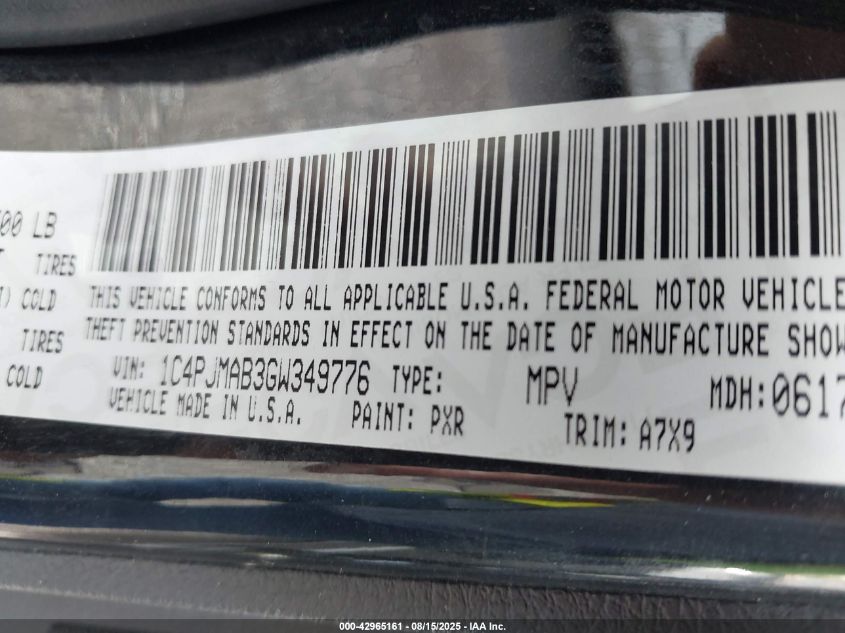 00 LB
TIRES
COLD
TIRES
COLD
THIS VEHICLE CONFORMS TO ALL APPLICABLE U.S.A. FEDERAL MOTOR VEHICLE
THEFT PREVENTION STANDARDS IN EFFECT ON THE DATE OF MANUFACTURE SHOW
VIN: 1C4PJMAB3GW349776 TYPE: MPV MDH: 0617
VEHICLE MADE IN U.S.A. PAINT: PXR TRIM: A7X9
000-42965161 - 08/15/2025 - IAA Inc.